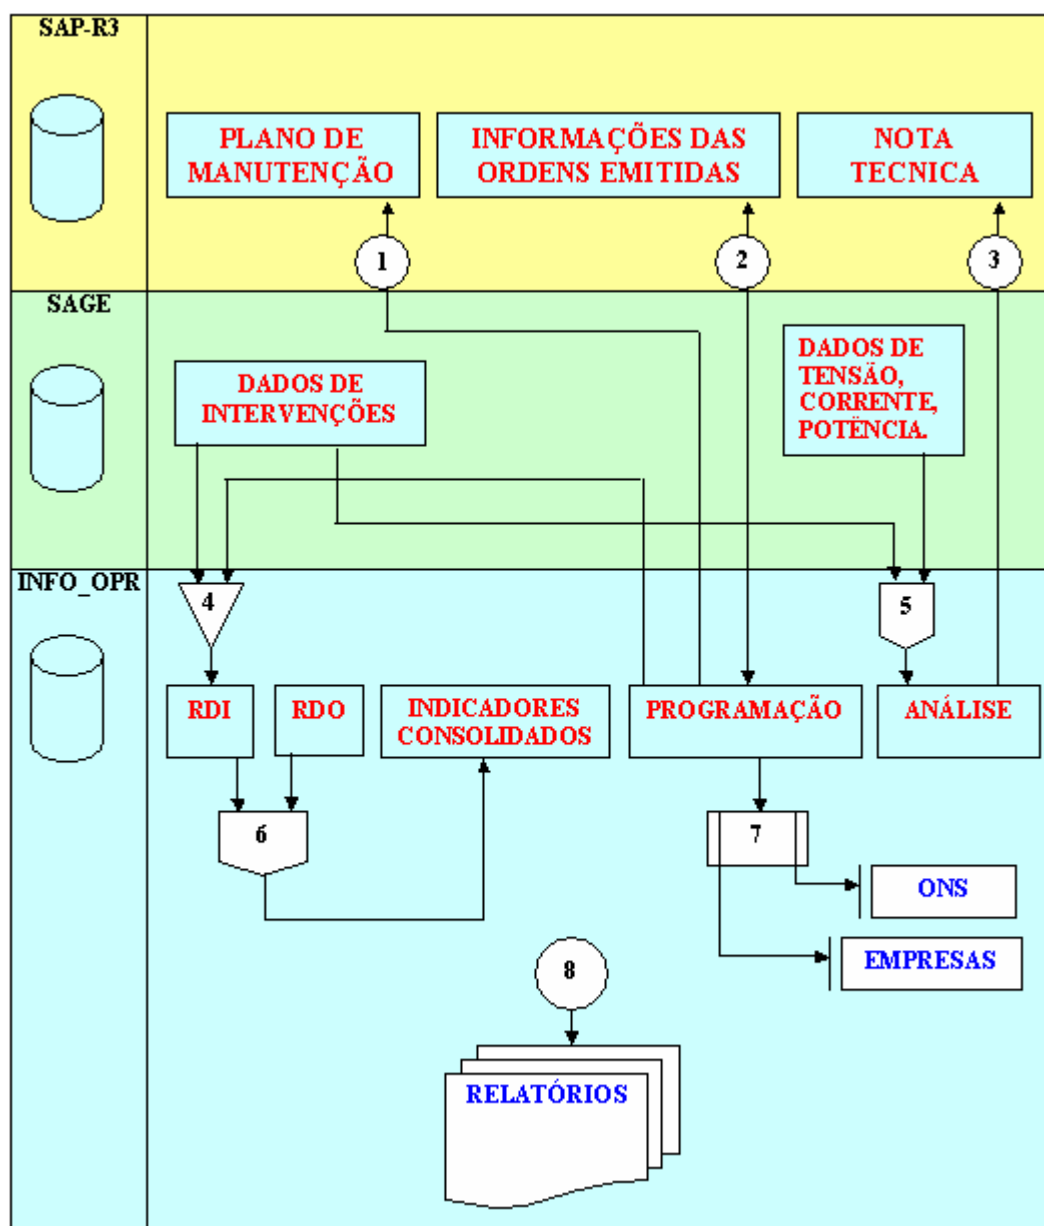 SAP-R3
PLANO DE
MANUTENÇÃO
INFORMAÇÕES DAS
ORDENS EMITIDAS
NOTA
TECNICA
1
2
3
SAGE
DADOS DE
INTERVENÇÕES
DADOS DE
TENSÃO,
CORRENTE,
POTËNCIA.
INFO_OPR
4
5
RDI
RDO
INDICADORES
CONSOLIDADOS
PROGRAMAÇÃO
ANÁLISE
6
7
ONS
EMPRESAS
8
RELATÓRIOS